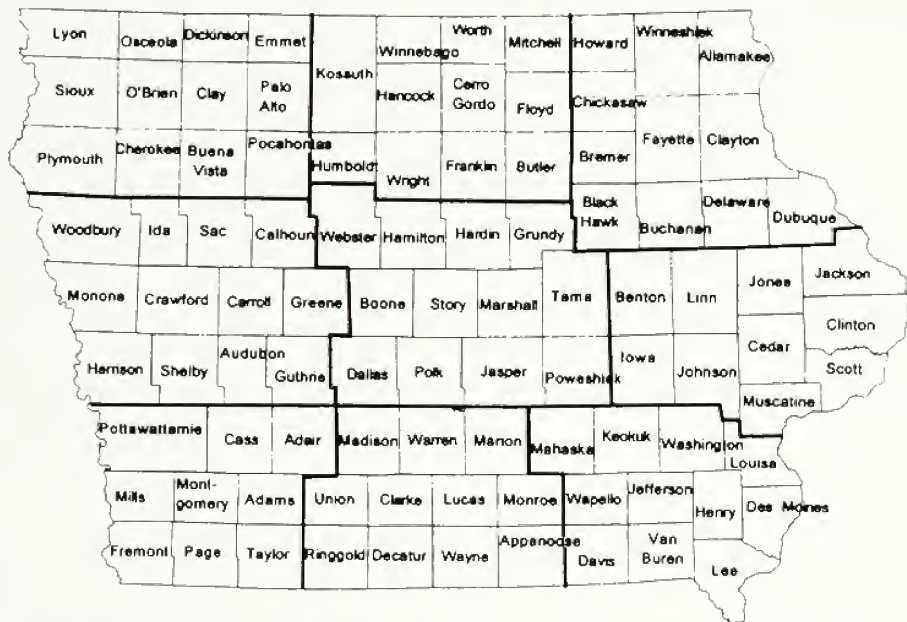 Lyon Osceola Dickinson Emmet Kossuth Winnebago Worth Mitchell Howard Winneshiek Allamakee
Sioux O'Brien Clay Palo Alto Hancock Cerro Gordo Floyd Chickasaw
Plymouth Cherokee Buena Vista Pocahontas Humboldt Wright Franklin Butler Bremer Fayette Clayton
Woodbury Ida Sac Calhoun Webster Hamilton Hardin Grundy Black Hawk Buchanan Delaware Dubuque
Monona Crawford Carroll Greene Boone Story Marshall Tama Benton Linn Jones Jackson
Clinton
Harrison Shelby Audubon Guthrie Dallas Polk Jasper Poweshiek Iowa Johnson Cedar Scott
Muscatine
Pottawattamie Cass Adair Madison Warren Marion Mahaska Keokuk Washington Louisa
Mills Mont-
gomery Adams Union Clarke Lucas Monroe Wapello Jefferson Henry Des Moines
Fremont Page Taylor Ringgold Decatur Wayne Appanoose Davis Van Buren Lee